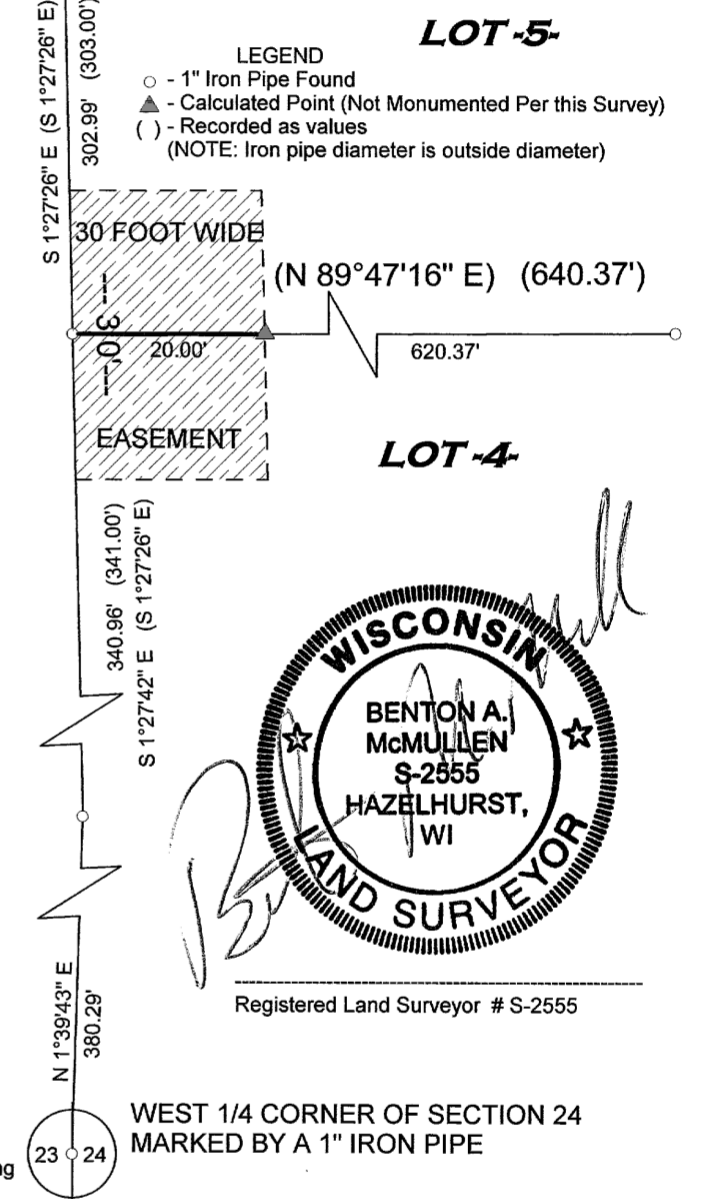 LOT -5-
S 1°27'26" E (S 1°27'26" E)
302.99' (303.00')
LEGEND
- 1" Iron Pipe Found
- Calculated Point (Not Monumented Per this Survey)
( ) - Recorded as values
(NOTE: Iron pipe diameter is outside diameter)
30 FOOT WIDE
(N 89°47'16" E) (640.37')
--- 30'---
20.00'
620.37'
EASEMENT
LOT -4-
340.96' (341.00')
S 1°27'42" E (S 1°27'26" E)
WISCONSIN
BENTON A.
McMULLEN
S-2555
HAZELHURST,
WI
LAND SURVEYOR
Registered Land Surveyor # S-2555
N 1°39'43" E
380.29'
WEST 1/4 CORNER OF SECTION 24
MARKED BY A 1" IRON PIPE
23 24